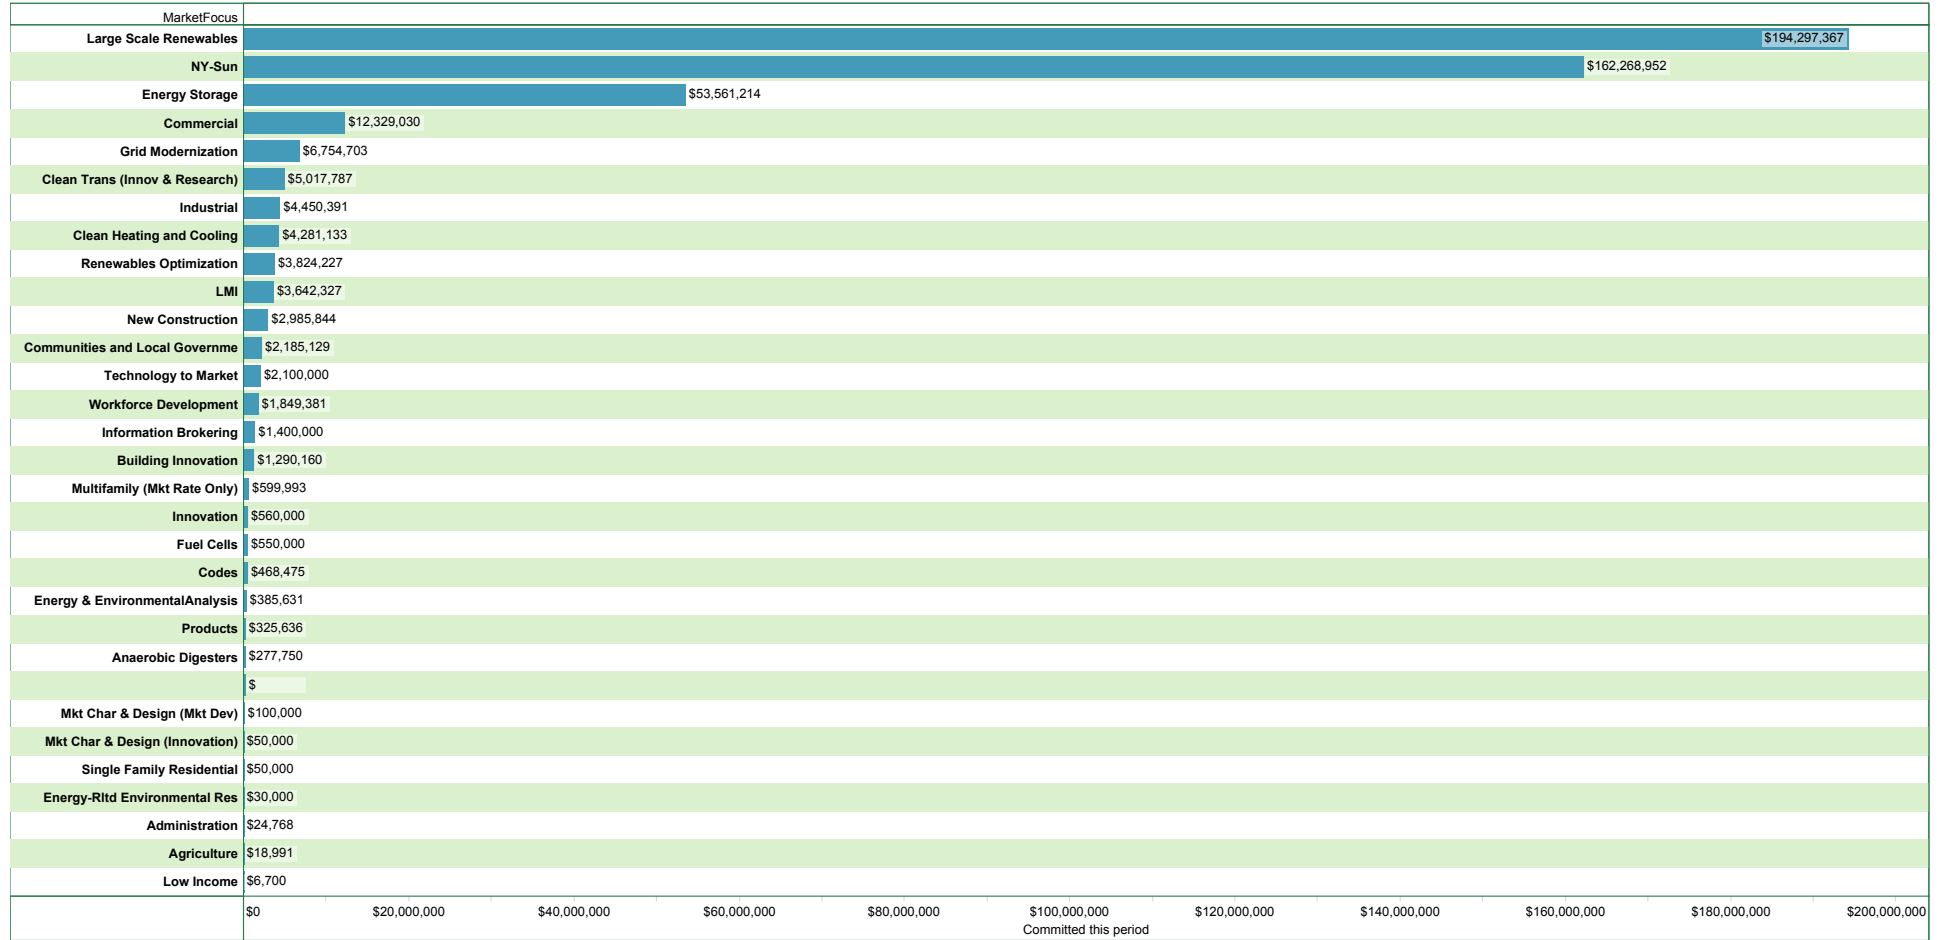 MarketFocus
Large Scale Renewables $194,297,367
NY-Sun $162,268,952
Energy Storage $53,561,214
Commercial $12,329,030
Grid Modernization $6,754,703
Clean Trans (Innov & Research) $5,017,787
Industrial $4,450,391
Clean Heating and Cooling $4,281,133
Renewables Optimization $3,824,227
LMI $3,642,327
New Construction $2,985,844
Communities and Local Governme $2,185,129
Technology to Market $2,100,000
Workforce Development $1,849,381
Information Brokering $1,400,000
Building Innovation $1,290,160
Multifamily (Mkt Rate Only) $599,993
Innovation $560,000
Fuel Cells $550,000
Codes $468,475
Energy & EnvironmentalAnalysis $385,631
Products $325,636
Anaerobic Digesters $277,750
$
Mkt Char & Design (Mkt Dev) $100,000
Mkt Char & Design (Innovation) $50,000
Single Family Residential $50,000
Energy-Rltd Environmental Res $30,000
Administration $24,768
Agriculture $18,991
Low Income $6,700
$0 $20,000,000 $40,000,000 $60,000,000 $80,000,000 $100,000,000 $120,000,000 $140,000,000 $160,000,000 $180,000,000 $200,000,000
Committed this period